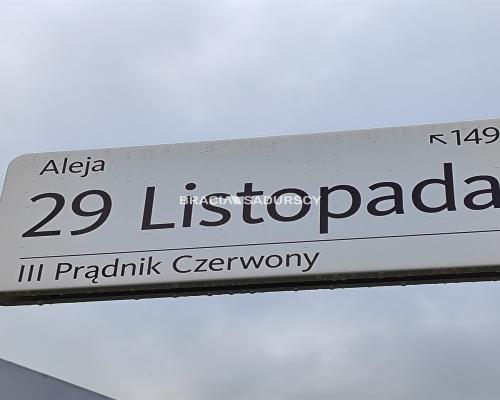 Aleja
↖149
29 Listopada
BRACIA SADURSCY
III Prądnik Czerwony